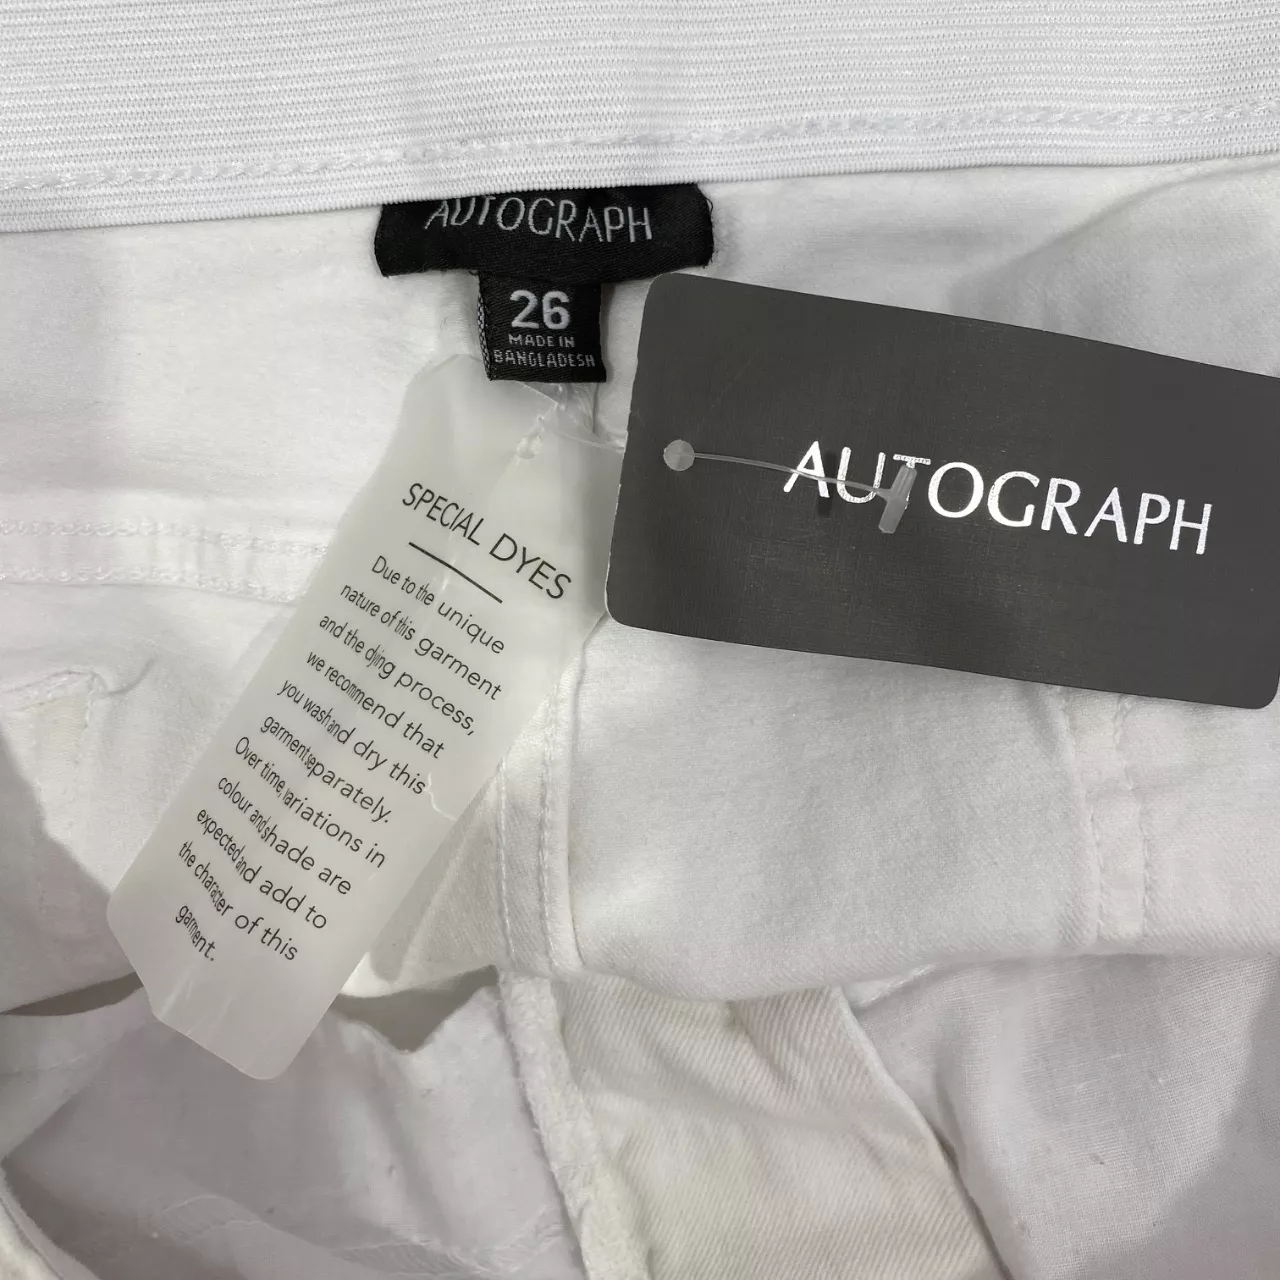 AUTOGRAPH
26
MADE IN
BANGLADESH
AUTOGRAPH
SPECIAL DYES
Due to the unique
nature of this garment
and the dying process,
we recommend that
you wash and dry this
garment separately.
Over time, variations in
colour and shade are
expected and add to
the character of this
garment.